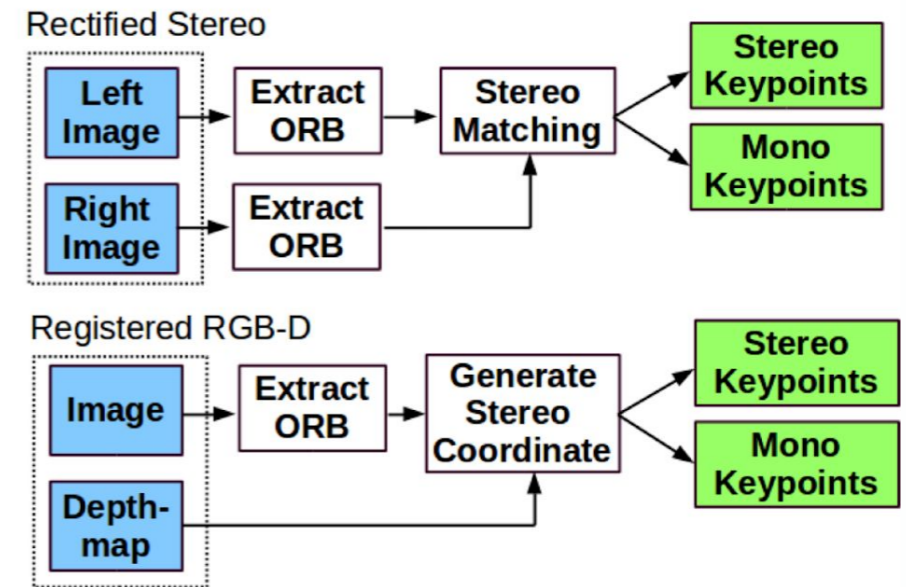 Rectified Stereo
Left
Image
Extract
ORB
Stereo
Matching
Stereo
Keypoints
Mono
Keypoints
Right
Image
Extract
ORB
Registered RGB-D
Image
Extract
ORB
Generate
Stereo
Coordinate
Stereo
Keypoints
Mono
Keypoints
Depth-
map